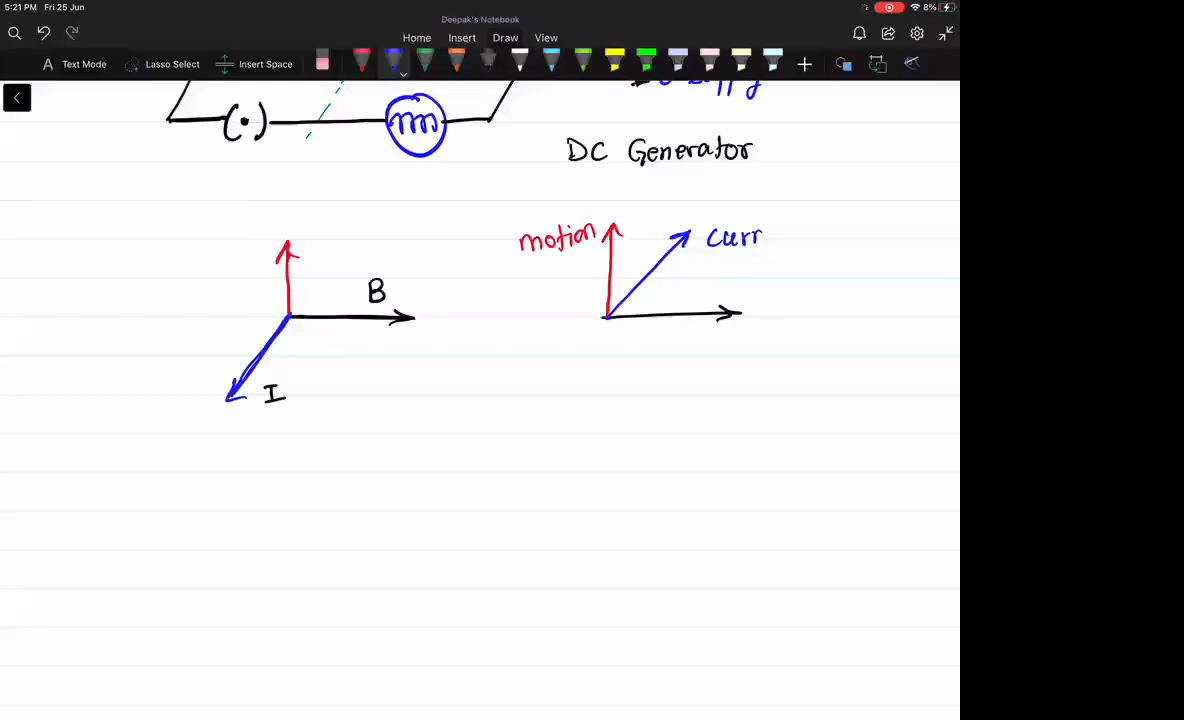 5:21 PM Fri 25 Jun
8%
Deepak's Notebook
Home Insert Draw View
Text Mode Lasso Select Insert Space
DC Generator
motion
curr
B
I